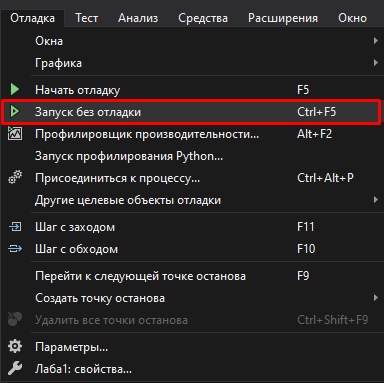 Отладка Тест Анализ Средства Расширения Окно
Окна
Графика
Начать отладку F5
Запуск без отладки Ctrl+F5
Профилировщик производительности... Alt+F2
Запуск профилирования Python...
Присоединиться к процессу... Ctrl+Alt+P
Другие целевые объекты отладки
Шаг с заходом F11
Шаг с обходом F10
Перейти к следующей точке останова F9
Создать точку останова
Удалить все точки останова Ctrl+Shift+F9
Параметры...
Лаба1: свойства...